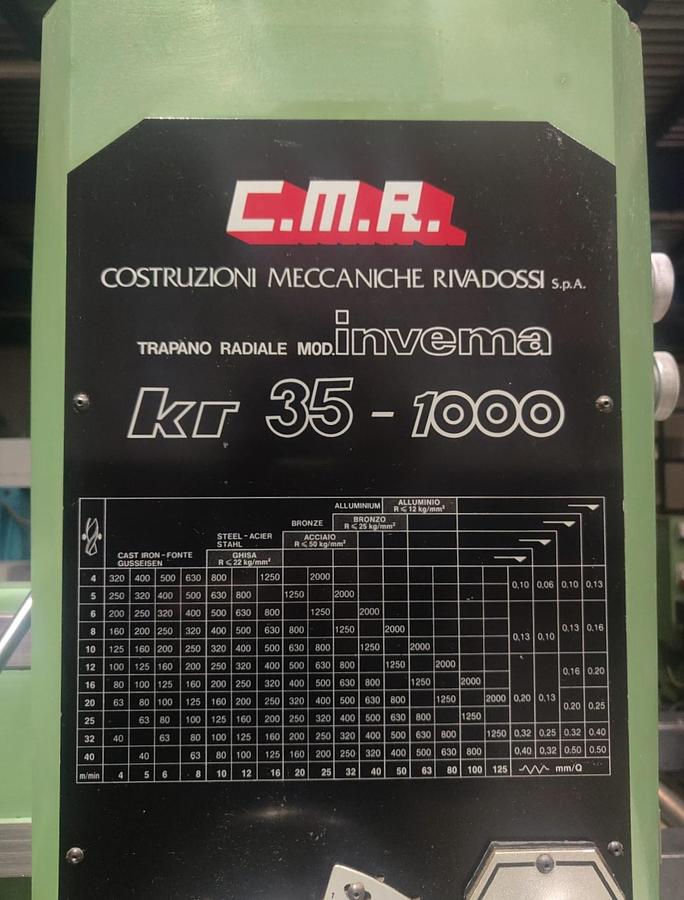 C.M.R.
COSTRUZIONI MECCANICHE RIVADOSSI S.p.A.
TRAPANO RADIALE MOD. invema
kr 35 - 1000
ALLUMINIUM ALLUMINIO
R ⩽ 12 kg/mm²
BRONZE BRONZO
R ⩽ 25 kg/mm²
STEEL - ACIER
STAHL
ACCIAIO
R ⩽ 50 kg/mm²
CAST IRON - FONTE
GUSSEISEN
GHISA
R ⩽ 22 kg/mm²
4 320 400 500 630 800 1250 2000
5 250 320 400 500 630 800 1250 2000 0,10 0,06 0,10 0,13
6 200 250 320 400 500 630 800 1250 2000
8 160 200 250 320 400 500 630 800 1250 2000 0,13 0,16
10 125 160 200 250 320 400 500 630 800 1250 2000 0,13 0,10
12 100 125 160 200 250 320 400 500 630 800 1250 2000 0,16 0.20
16 80 100 125 160 200 250 320 400 500 630 800 1250 2000
20 63 80 100 125 160 200 250 320 400 500 630 800 1250 2000 0,20 0,13 0.20 0.25
25 63 80 100 125 160 200 250 320 400 500 630 800 1250
32 40 63 80 100 125 160 200 250 320 400 500 630 800 1250 0,32 0.25 0.32 0.40
40 40 63 80 100 125 160 200 250 320 400 500 630 800 0,40 0,32 0.50 0.50
m/min 4 5 6 8 10 12 16 20 25 32 40 50 63 80 100 125 mm/Q